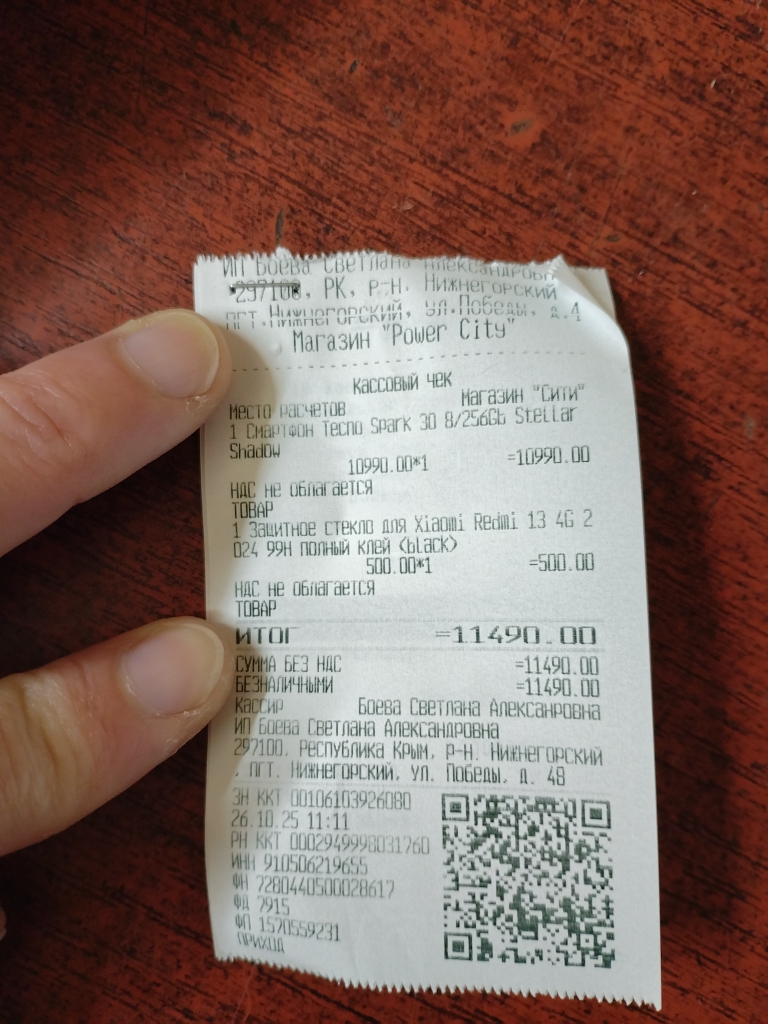 ИП Боева Светлана Александровна
297100, РК, р-н. Нижнегорский
пгт.Нижнегорский, ул.Победы, д.4
Магазин "Power City"
Кассовый чек
Место расчетов Магазин "Сити"
1 Смартфон Tecno Spark 30 8/256Gb Stellar
Shadow
10990.00*1 =10990.00
НДС не облагается
ТОВАР
1 Защитное стекло для Xiaomi Redmi 13 4G 2
024 99H полный клей (black)
500.00*1 =500.00
НДС не облагается
ТОВАР
ИТОГ =11490.00
СУММА БЕЗ НДС =11490.00
БЕЗНАЛИЧНЫМИ =11490.00
Кассир Боева Светлана Алексанровна
ИП Боева Светлана Александровна
297100, Республика Крым, р-н. Нижнегорский
, пгт. Нижнегорский, ул. Победы, д. 48
ЗН ККТ 00106103926080
26.10.25 11:11
РН ККТ 0002949998031760
ИНН 910506219655
ФН 7280440500028617
ФД 7915
ФП 1570559231
ПРИХОД